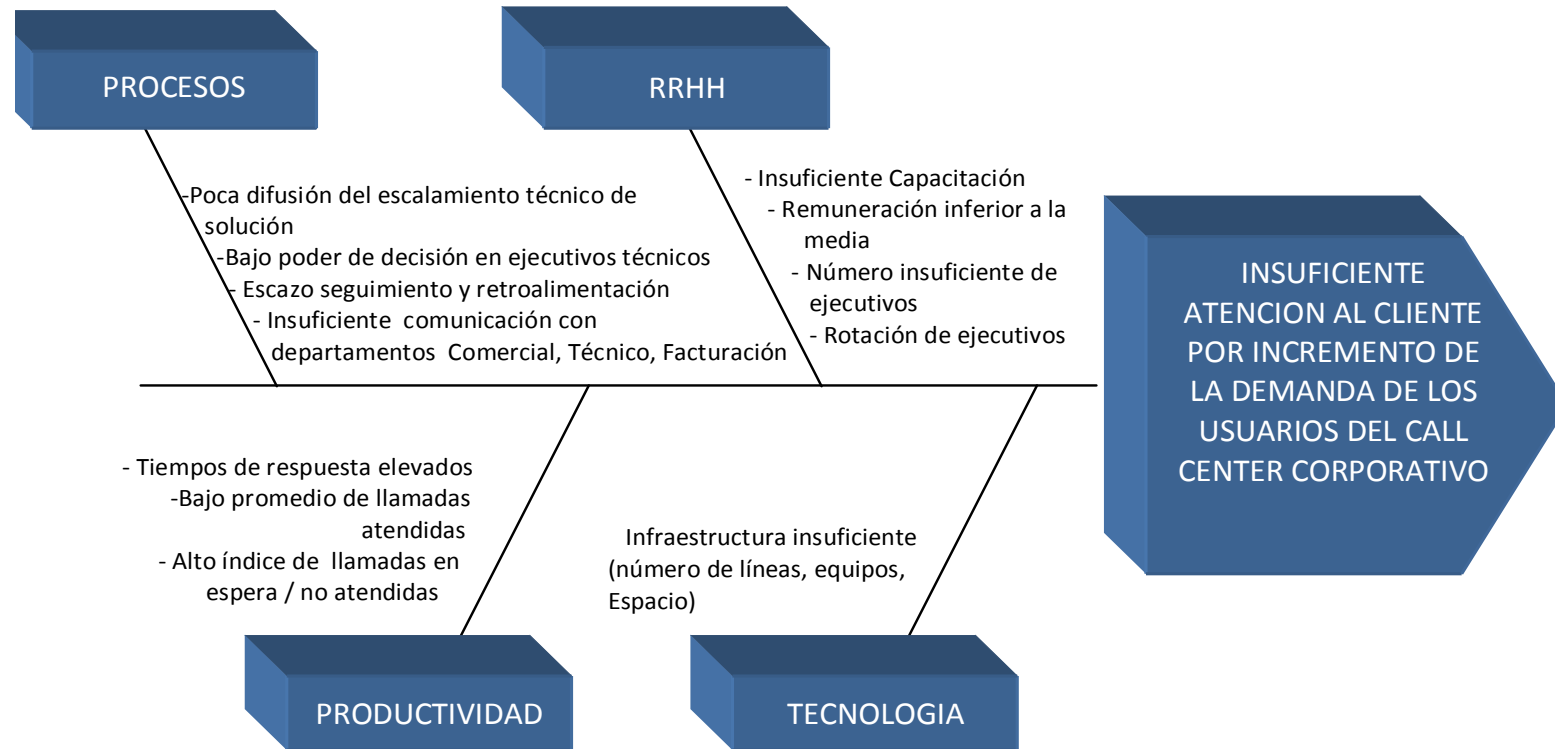 PROCESOS
RRHH
-Poca difusión del escalamiento técnico de
solución
-Bajo poder de decisión en ejecutivos técnicos
- Escazo seguimiento y retroalimentación
- Insuficiente comunicación con
departamentos Comercial, Técnico, Facturación
- Insuficiente Capacitación
- Remuneración inferior a la
media
- Número insuficiente de
ejecutivos
- Rotación de ejecutivos
INSUFICIENTE
ATENCION AL CLIENTE
POR INCREMENTO DE
LA DEMANDA DE LOS
USUARIOS DEL CALL
CENTER CORPORATIVO
- Tiempos de respuesta elevados
-Bajo promedio de llamadas
atendidas
- Alto índice de llamadas en
espera / no atendidas
Infraestructura insuficiente
(número de líneas, equipos,
Espacio)
PRODUCTIVIDAD
TECNOLOGIA